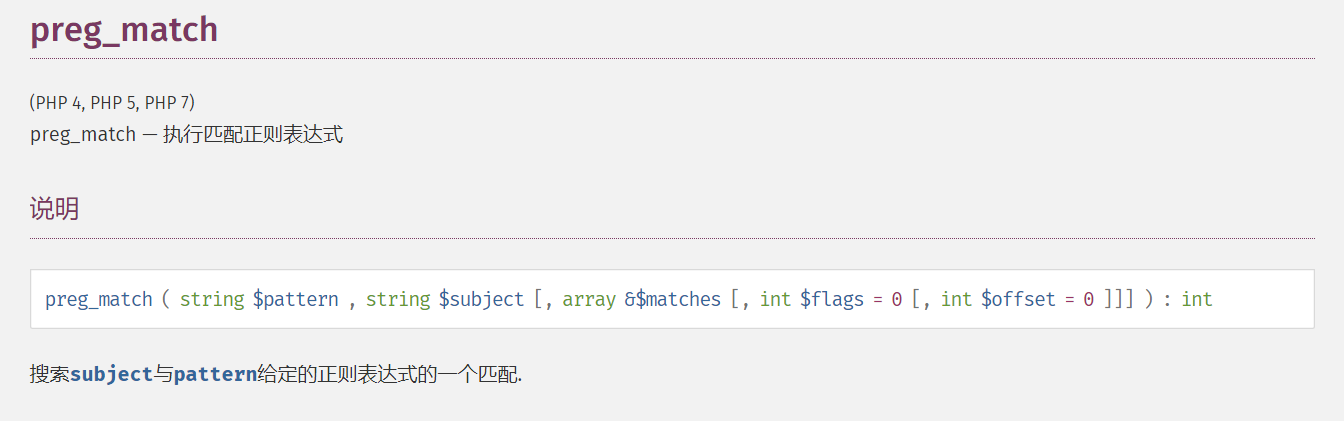 preg_match
(PHP 4, PHP 5, PHP 7)
preg_match — 执行匹配正则表达式
说明
preg_match ( string $pattern , string $subject [, array &$matches [, int $flags = 0 [, int $offset = 0 ]]] ) : int
搜索subject与pattern给定的正则表达式的一个匹配.